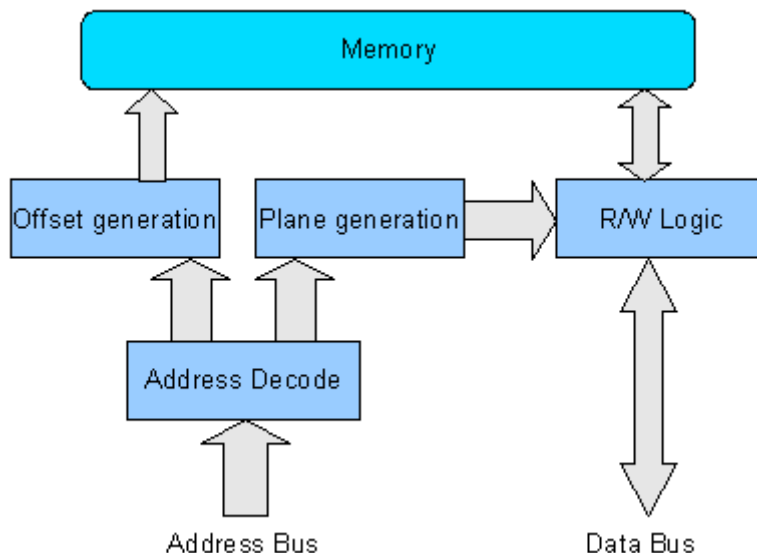 Memory
Offset generation
Plane generation
R/W Logic
Address Decode
Address Bus
Data Bus